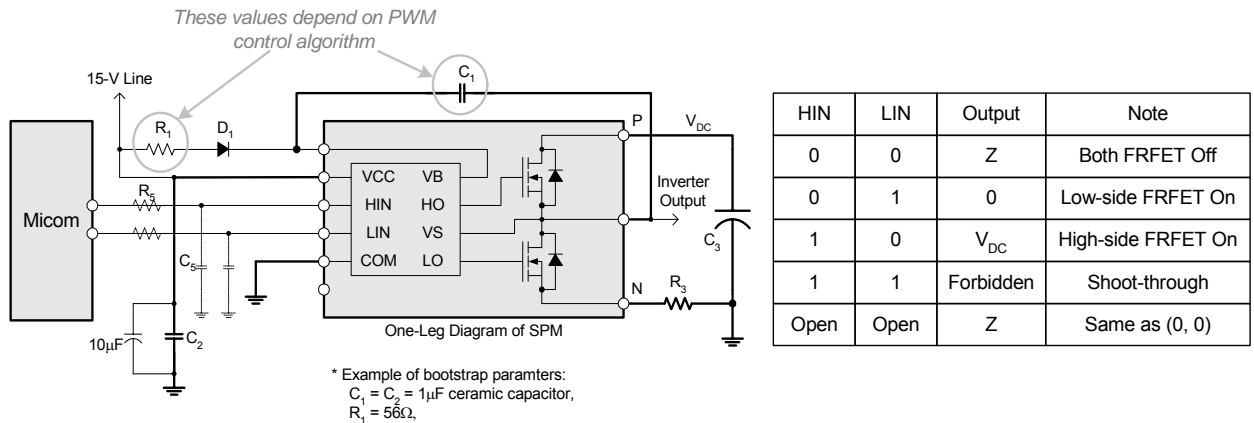 These values depend on PWM
control algorithm
15-V Line
R1
D1
C1
P
VDC
Micom
R5
C5
10μF
C2
VCC
VB
HIN
HO
LIN
VS
COM
LO
Inverter
Output
C3
N
R3
One-Leg Diagram of SPM
* Example of bootstrap paramters:
C1 = C2 = 1μF ceramic capacitor,
R1 = 56Ω,
HIN LIN Output Note
0 0 Z Both FRFET Off
0 1 0 Low-side FRFET On
1 0 VDC High-side FRFET On
1 1 Forbidden Shoot-through
Open Open Z Same as (0, 0)